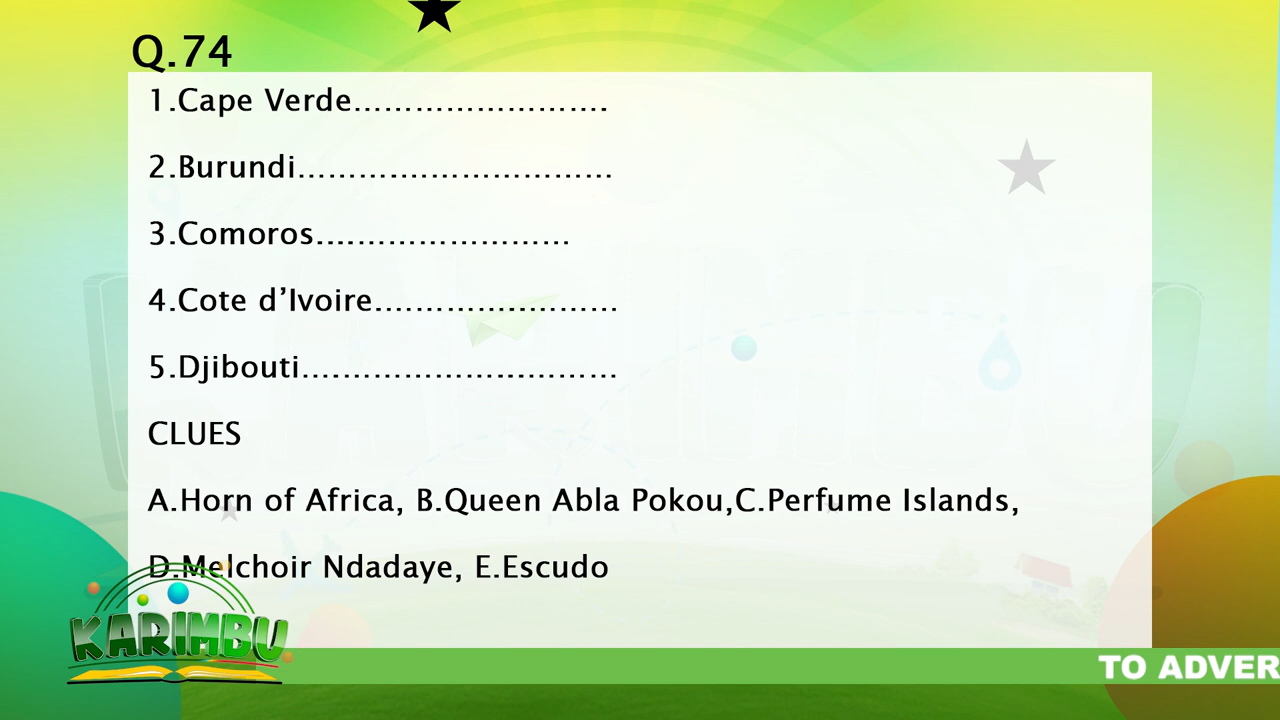 Q.74
1.Cape Verde…………………….
2.Burundi………………………….
3.Comoros…………………….
4.Cote d’Ivoire……………………
5.Djibouti………………………….
CLUES
A.Horn of Africa, B.Queen Abla Pokou,C.Perfume Islands,
D.Melchoir Ndadaye, E.Escudo
KARIMBU
TO ADVER